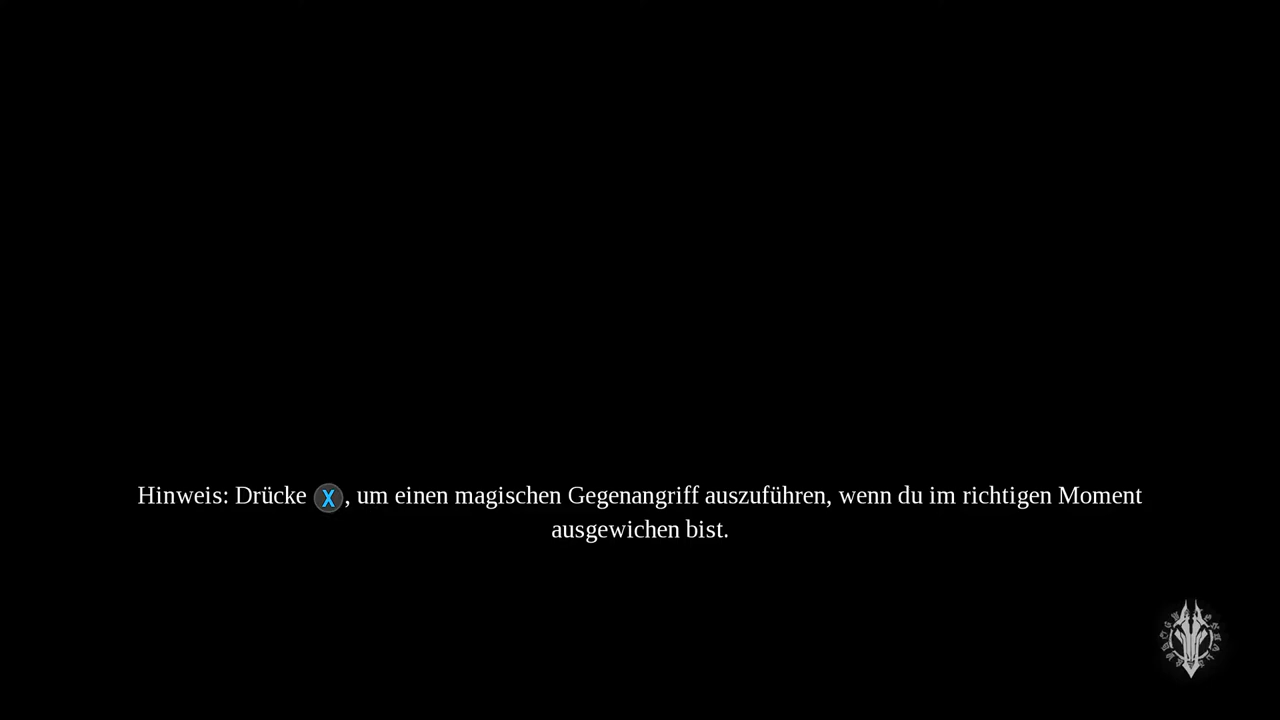 Hinweis: Drücke X, um einen magischen Gegenangriff auszuführen, wenn du im richtigen Moment
ausgewichen bist.